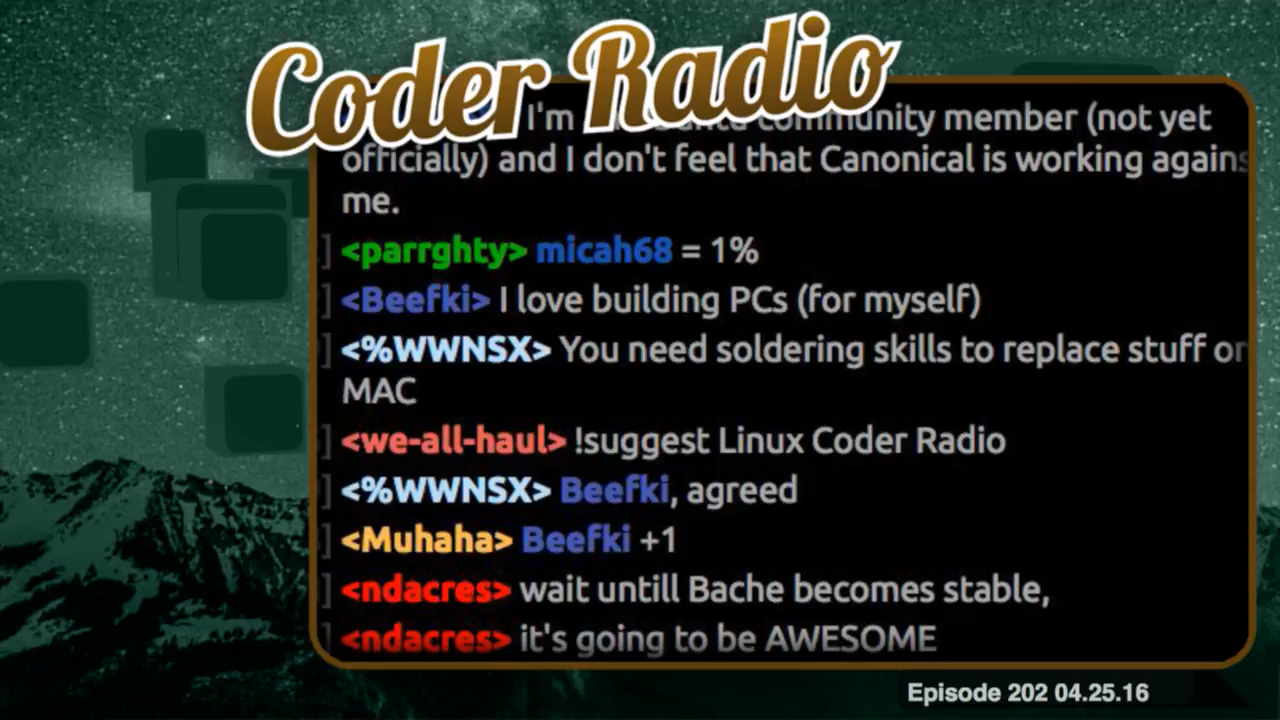 Coder Radio
I'm community member (not yet
officially) and I don't feel that Canonical is working agains
me.
] <parrghty> micah68 = 1%
] <Beefki> I love building PCs (for myself)
] <%WWNSX> You need soldering skills to replace stuff or
MAC
] <we-all-haul> !suggest Linux Coder Radio
] <%WWNSX> Beefki, agreed
] <Muhaha> Beefki +1
] <ndacres> wait untill Bache becomes stable,
] <ndacres> it's going to be AWESOME
Episode 202 04.25.16